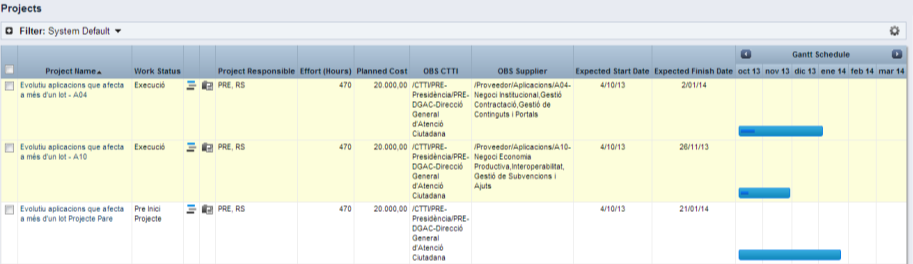 Projects
Filter: System Default
Gantt Schedule
Project Name Work Status Project Responsible Effort (Hours) Planned Cost OBS CTTI OBS Supplier Expected Start Date Expected Finish Date oct 13 nov 13 dic 13 ene 14 feb 14 mar 14
Evolutiu aplicacions que afecta Execució PRE, RS 470 20.000,00 /CTTI/PRE- /Proveedor/Aplicacions/A04- 4/10/13 2/01/14
a més d'un lot - A04 Presidència/PRE- Negoci Institucional,Gestió
DGAC-Direcció Contractació,Gestió de
General Continguts i Portals
d'Atenció
Ciutadana
Evolutiu aplicacions que afecta Execució PRE, RS 470 20.000,00 /CTTI/PRE- /Proveedor/Aplicacions/A10- 4/10/13 26/11/13
a més d'un lot - A10 Presidència/PRE- Negoci Economia
DGAC-Direcció Productiva,Interoperabilitat,
General Gestió de Subvencions i
d'Atenció Ajuts
Ciutadana
Evolutiu aplicacions que afecta Pre Inici PRE, RS 470 20.000,00 /CTTI/PRE- 4/10/13 21/01/14
a més d'un lot Projecte Pare Projecte Presidència/PRE-
DGAC-Direcció
General
d'Atenció
Ciutadana